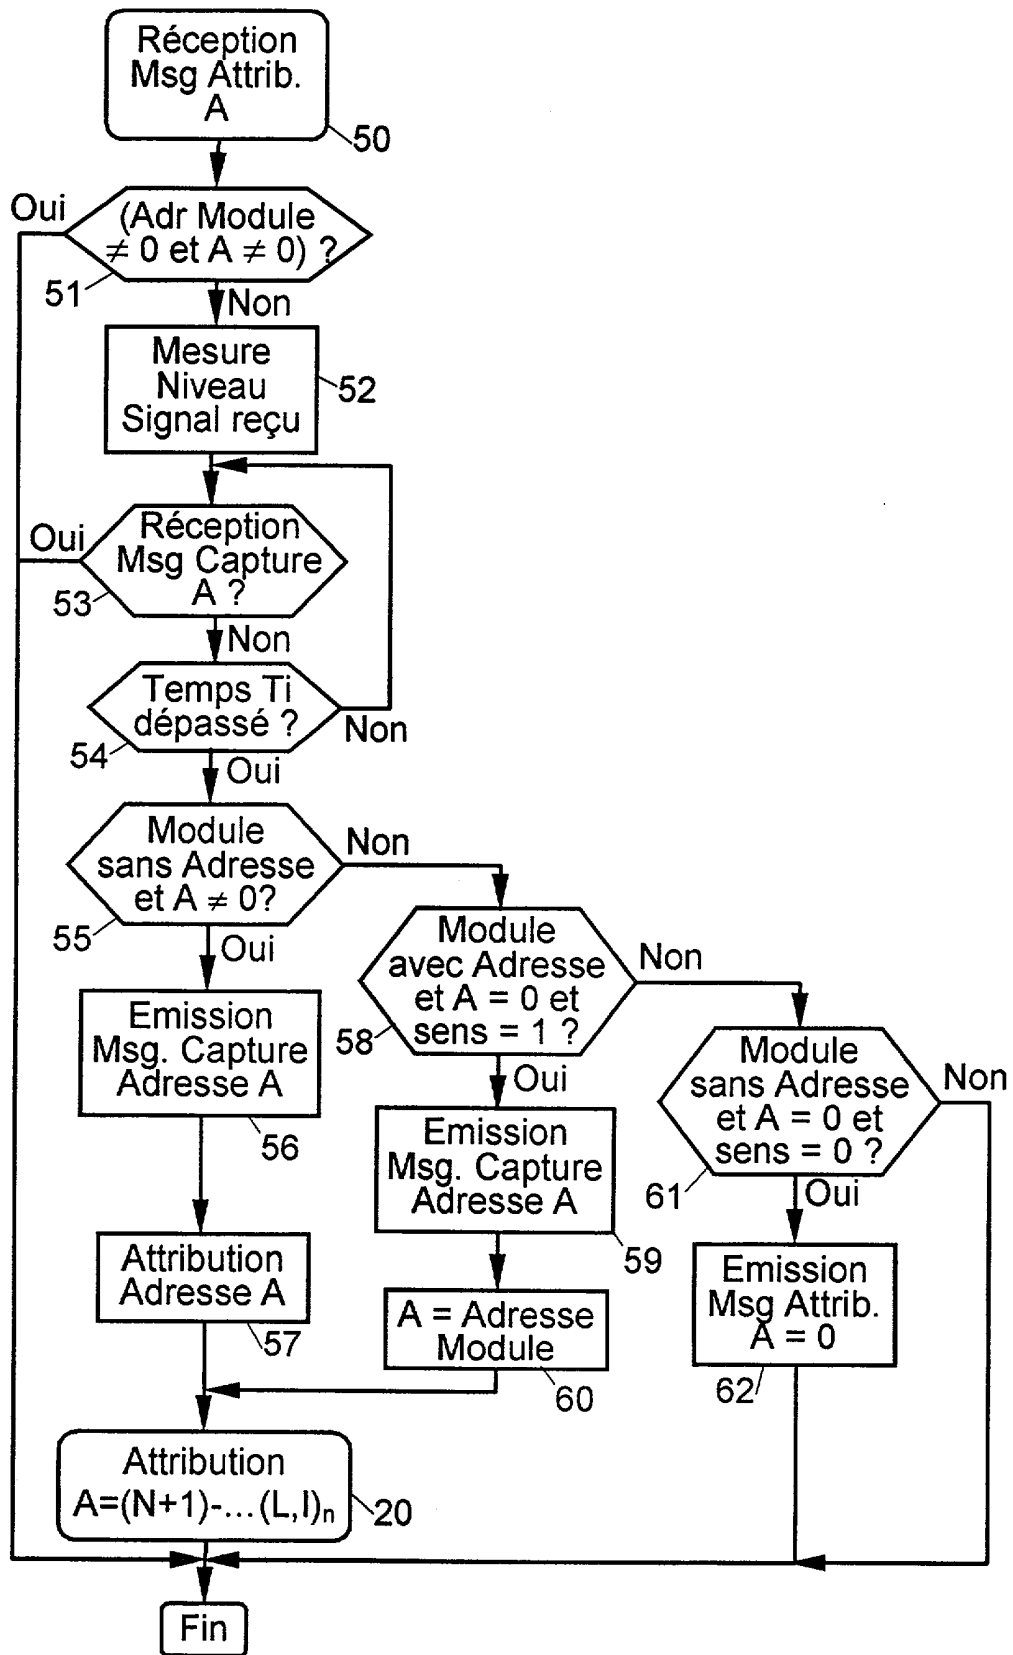 Réception
Msg Attrib.
A
50
Oui
(Adr Module
≠ 0 et A ≠ 0) ?
51
Non
Mesure
Niveau
Signal reçu
52
Oui
Réception
Msg Capture
A ?
53
Non
Temps Ti
dépassé ?
54
Non
Oui
Module
sans Adresse
et A ≠ 0?
55
Non
Oui
Module
avec Adresse
et A = 0 et
sens = 1 ?
58
Non
Oui
Emission
Msg. Capture
Adresse A
56
Module
sans Adresse
et A = 0 et
sens = 0 ?
61
Non
Oui
Emission
Msg. Capture
Adresse A
59
Attribution
Adresse A
57
A = Adresse
Module
60
Emission
Msg Attrib.
A = 0
62
Attribution
A=(N+1)-... (L,I)n
20
Fin